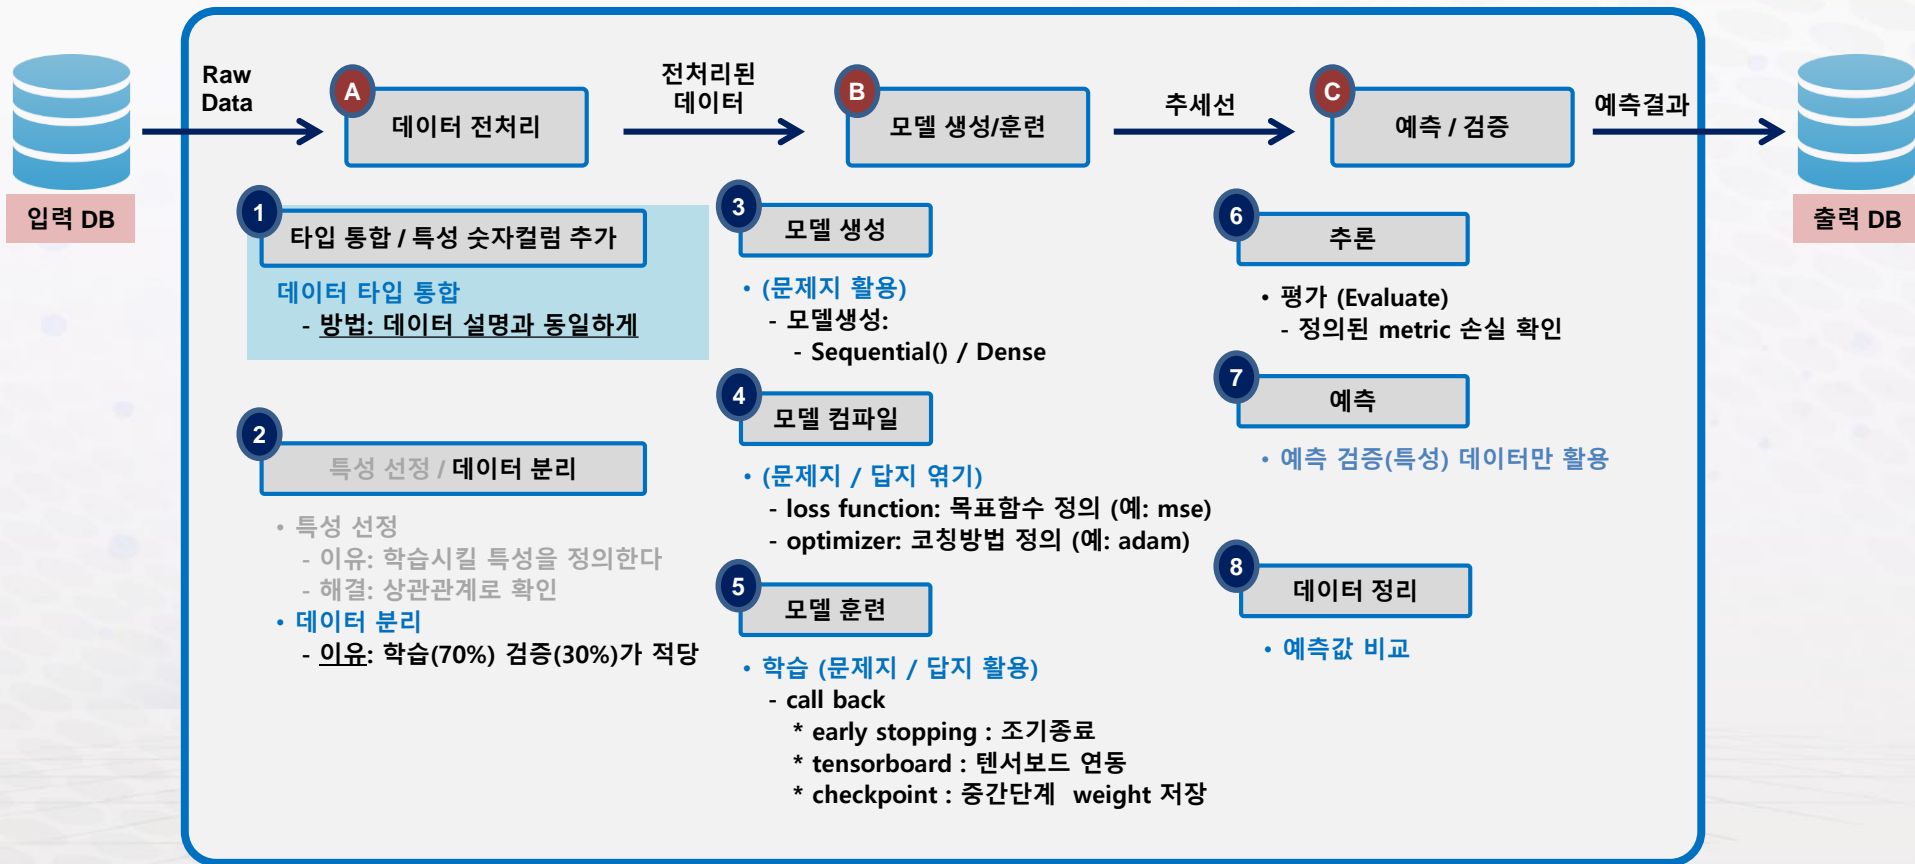 입력 DB
Raw
Data
A
데이터 전처리
전처리된
데이터
B
모델 생성/훈련
추세선
C
예측 / 검증
예측결과
출력 DB
1
타입 통합 / 특성 숫자컬럼 추가
데이터 타입 통합
- 방법: 데이터 설명과 동일하게
2
특성 선정 / 데이터 분리
• 특성 선정
- 이유: 학습시킬 특성을 정의한다
- 해결: 상관관계로 확인
• 데이터 분리
- 이유: 학습(70%) 검증(30%)가 적당
3
모델 생성
• (문제지 활용)
- 모델생성:
- Sequential() / Dense
4
모델 컴파일
• (문제지 / 답지 엮기)
- loss function: 목표함수 정의 (예: mse)
- optimizer: 코칭방법 정의 (예: adam)
5
모델 훈련
• 학습 (문제지 / 답지 활용)
- call back
* early stopping : 조기종료
* tensorboard : 텐서보드 연동
* checkpoint : 중간단계 weight 저장
6
추론
• 평가 (Evaluate)
- 정의된 metric 손실 확인
7
예측
• 예측 검증(특성) 데이터만 활용
8
데이터 정리
• 예측값 비교